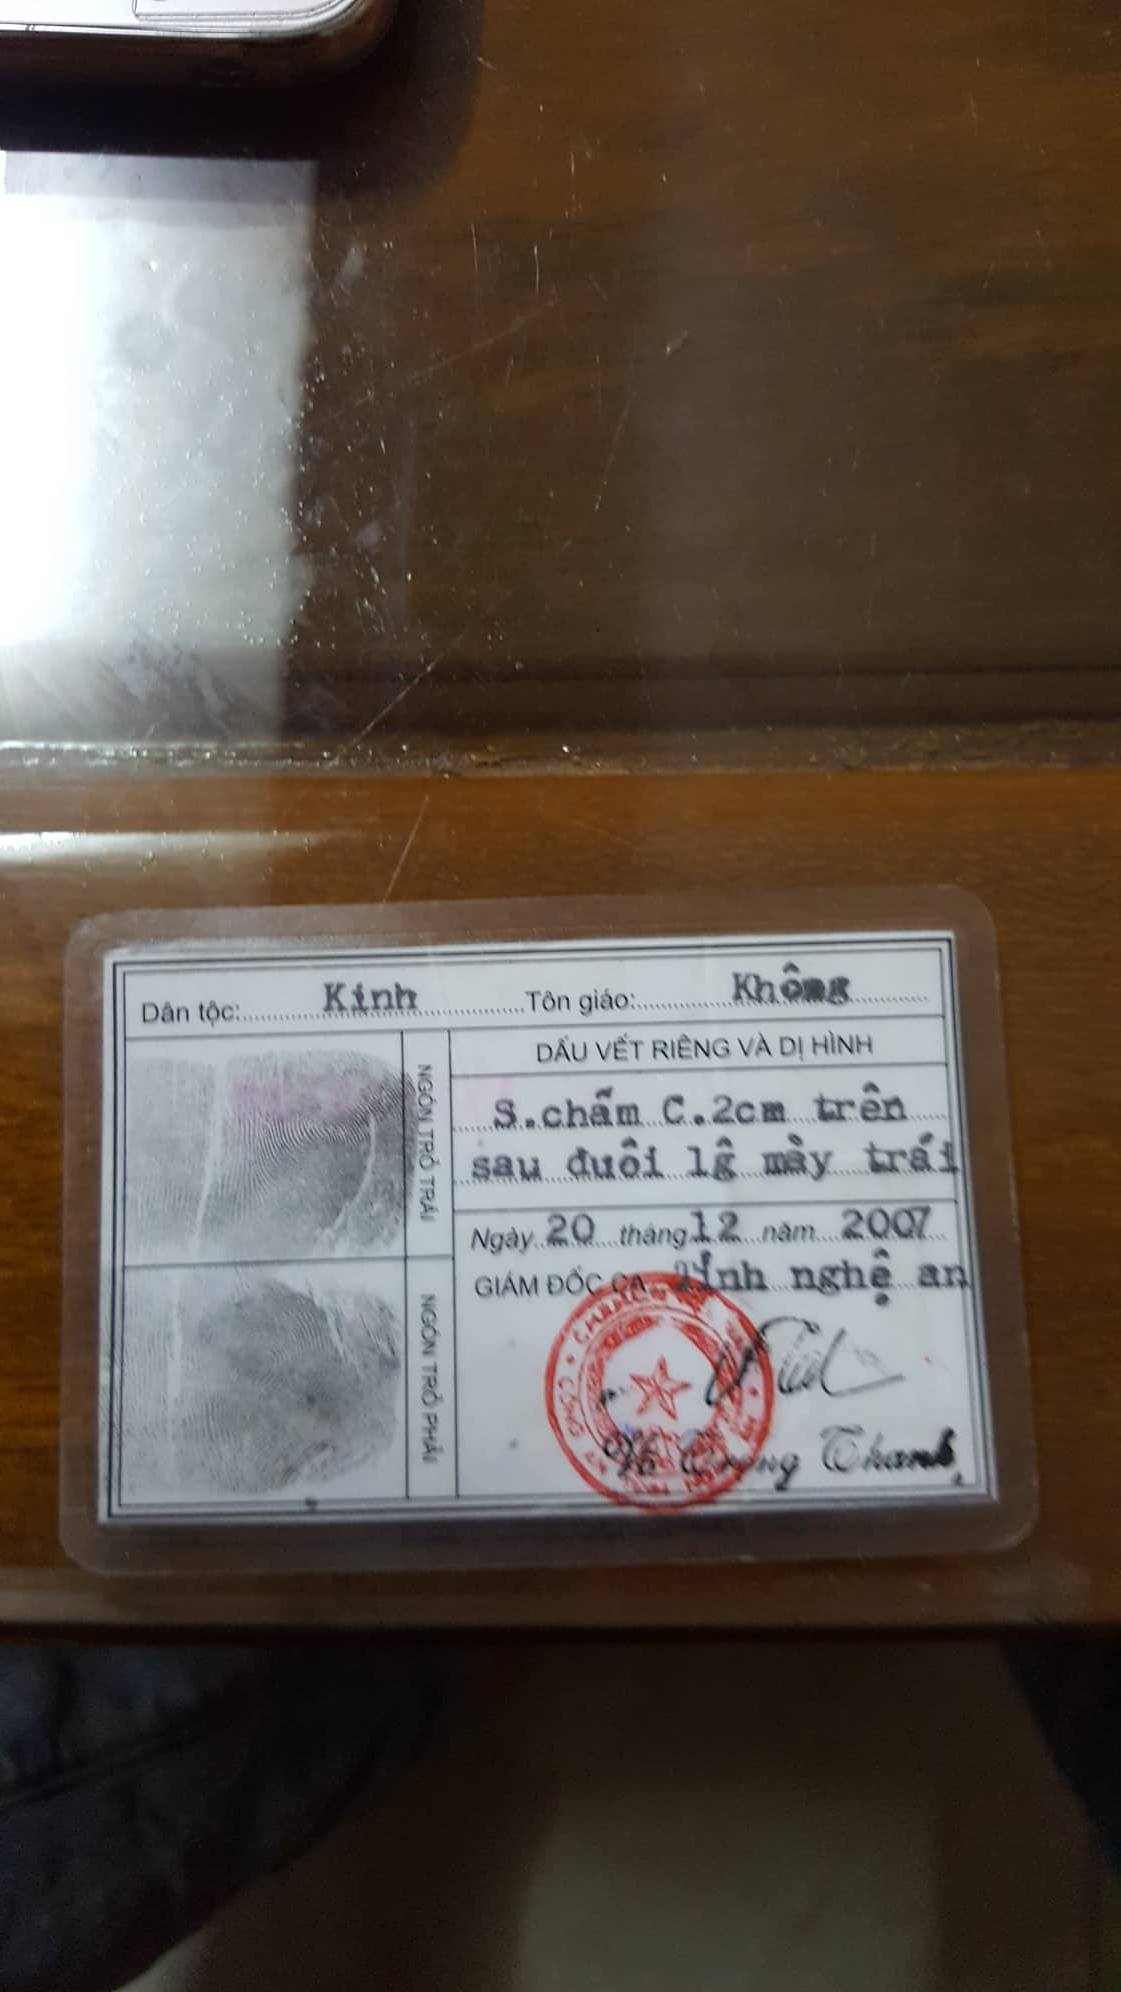 Dân tộc: Kinh Tôn giáo: Không
DẤU VẾT RIÊNG VÀ DỊ HÌNH
S.chấm C.2cm trên
sau đuôi lg mày trái
NGÓN TRỎ TRÁI
Ngày 20 tháng 12 năm 2007
GIÁM ĐỐC CA tỉnh nghệ an
NGÓN TRỎ PHẢI
CÔNG
Trọng Thanh